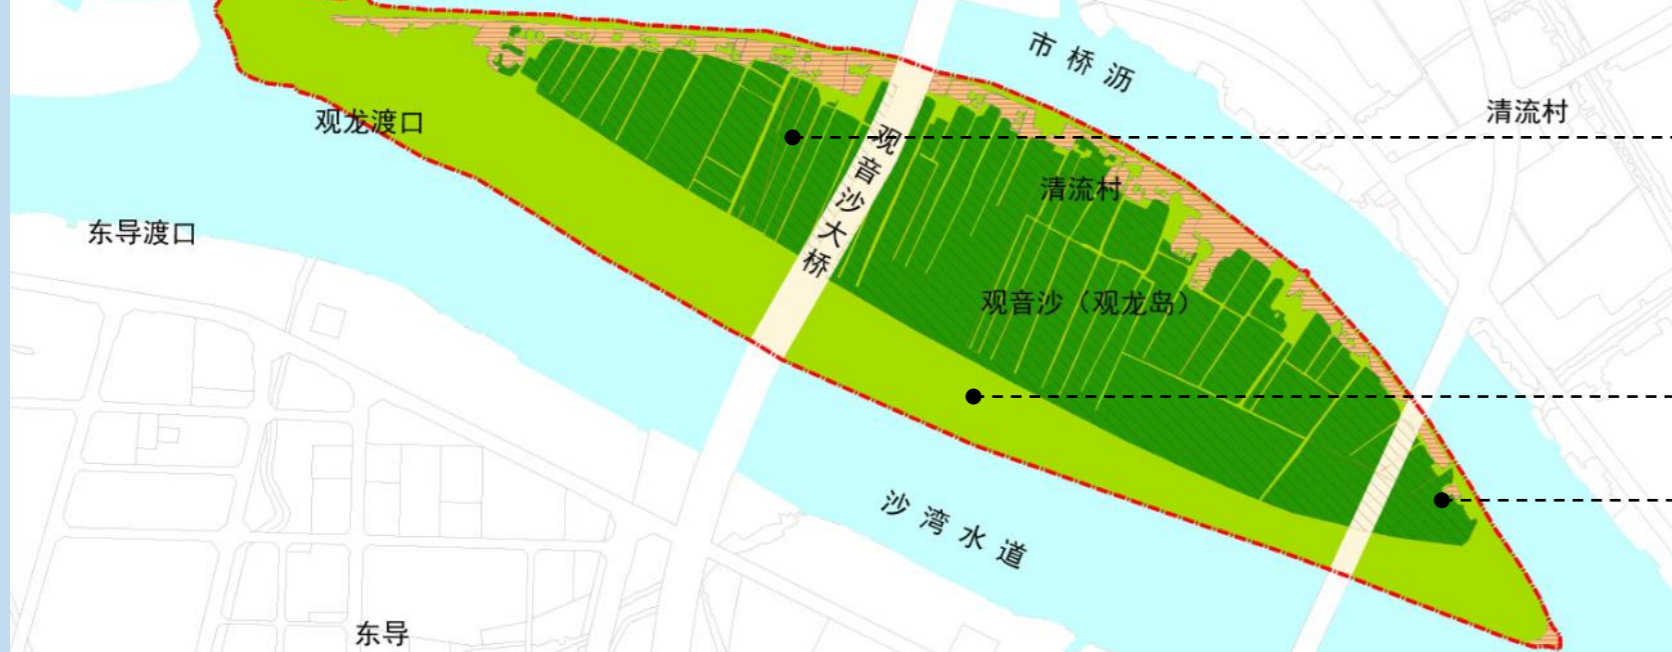 市桥沥
清流村
观龙渡口
观音沙大桥
清流村
东导渡口
观音沙（观龙岛）
沙湾水道
东导